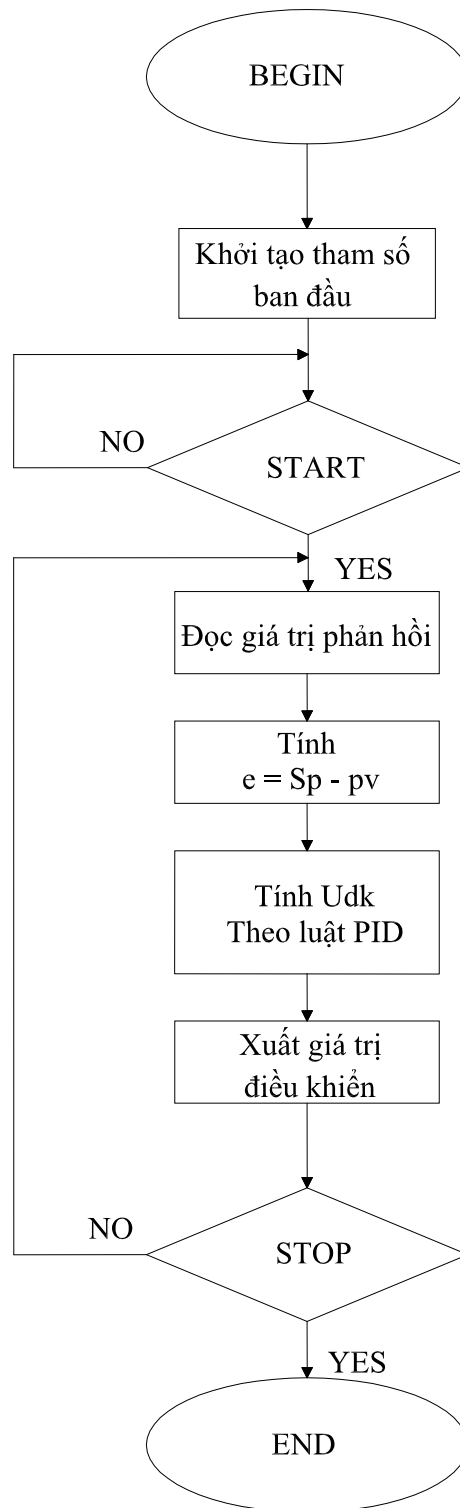 BEGIN
Khởi tạo tham số
ban đầu
NO
START
YES
Đọc giá trị phản hồi
Tính
e = Sp - pv
Tính Udk
Theo luật PID
Xuất giá trị
điều khiển
NO
STOP
YES
END